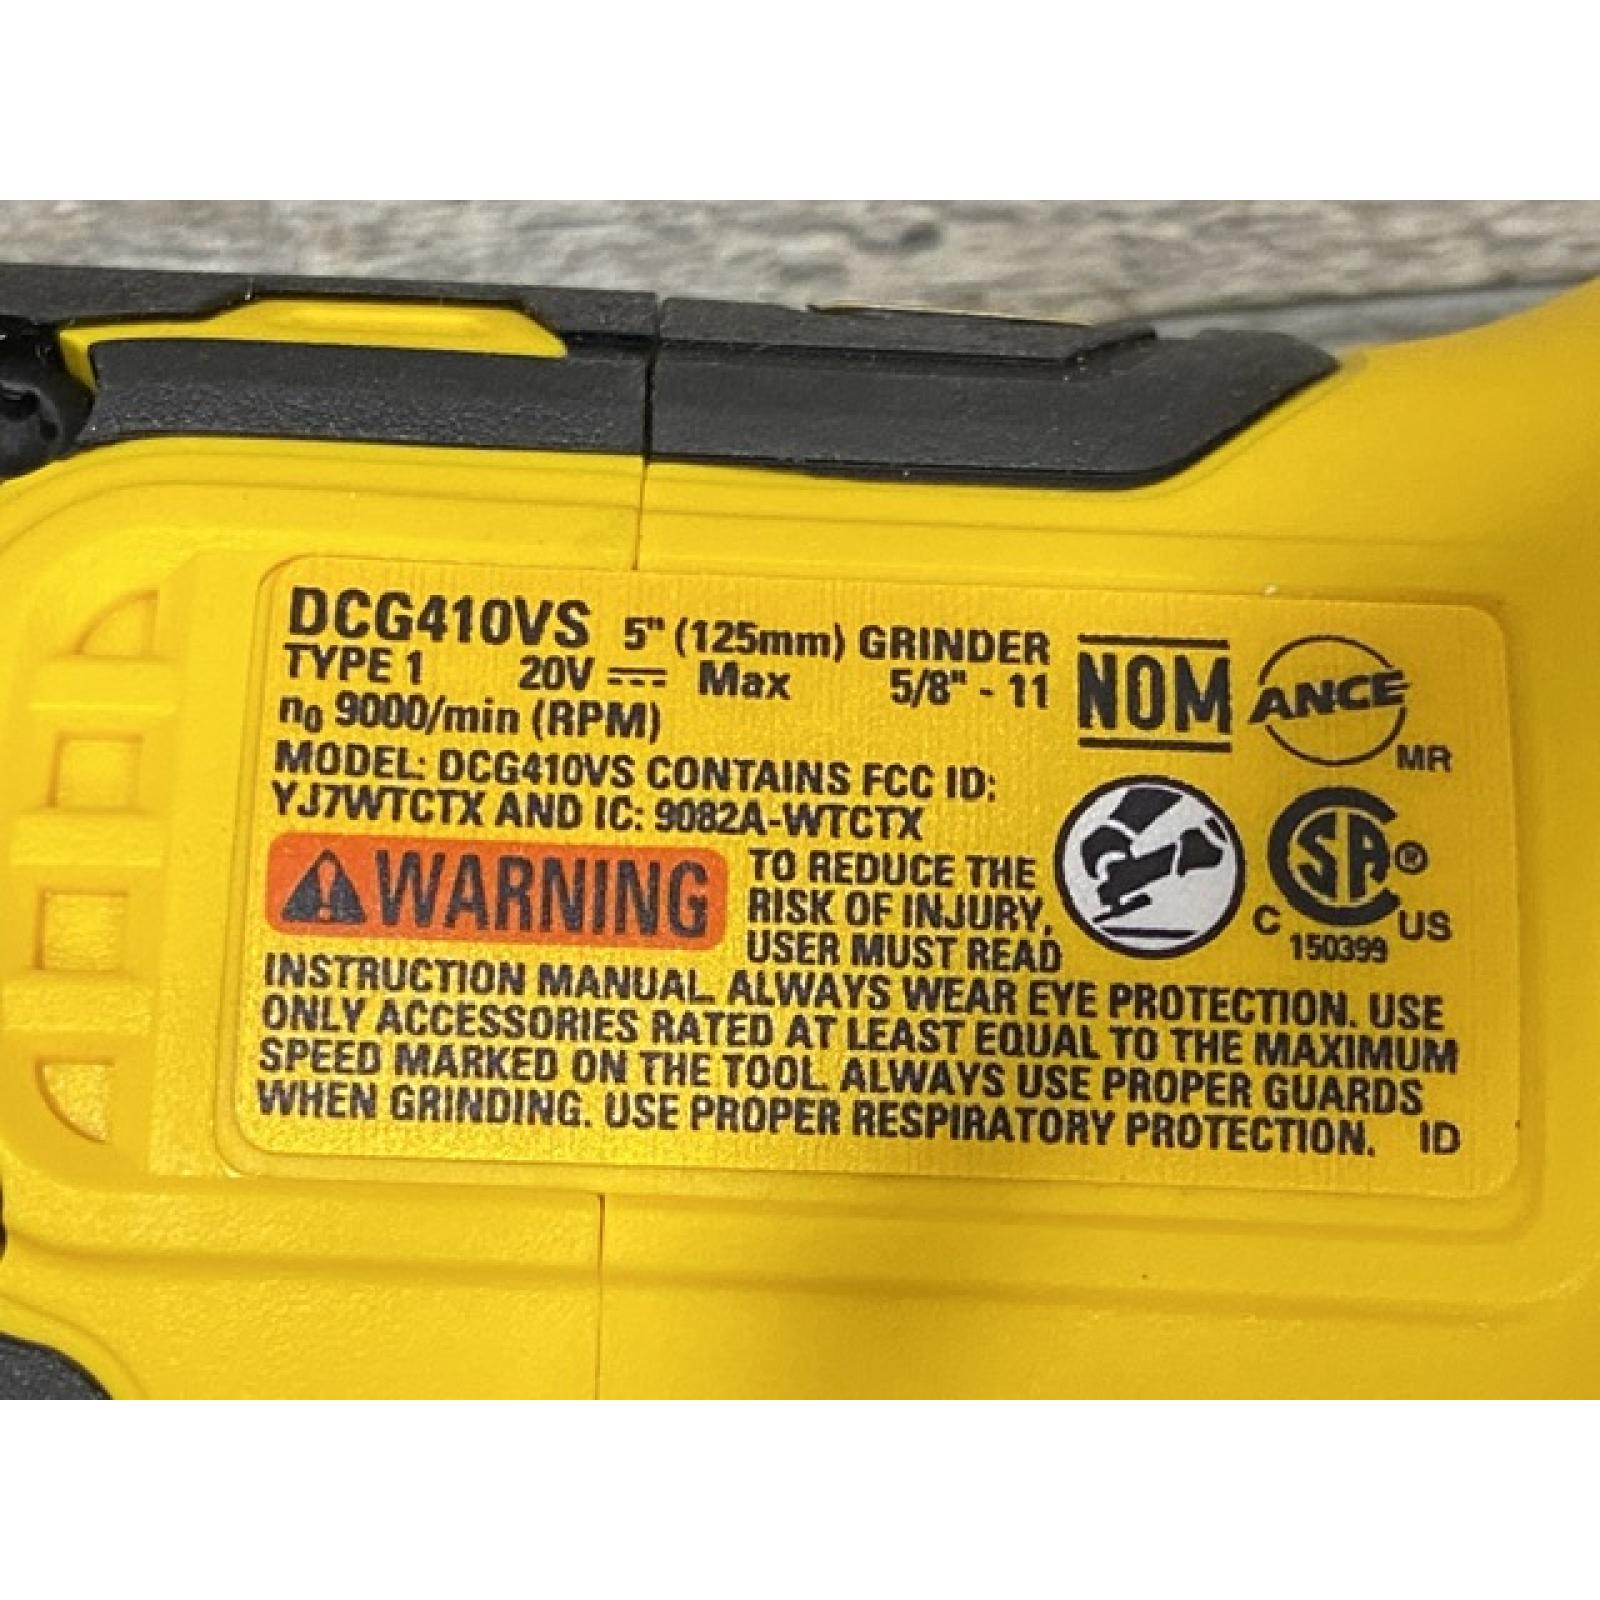 DCG410VS 5" (125mm) GRINDER
TYPE 1 20V Max 5/8" - 11
n0 9000/min (RPM)
MODEL: DCG410VS CONTAINS FCC ID:
YJ7WTCTX AND IC: 9082A-WTCTX
WARNING TO REDUCE THE
RISK OF INJURY,
USER MUST READ
INSTRUCTION MANUAL. ALWAYS WEAR EYE PROTECTION. USE
ONLY ACCESSORIES RATED AT LEAST EQUAL TO THE MAXIMUM
SPEED MARKED ON THE TOOL. ALWAYS USE PROPER GUARDS
WHEN GRINDING. USE PROPER RESPIRATORY PROTECTION. ID
NOM
ANCE
MR
SA®
C US
150399